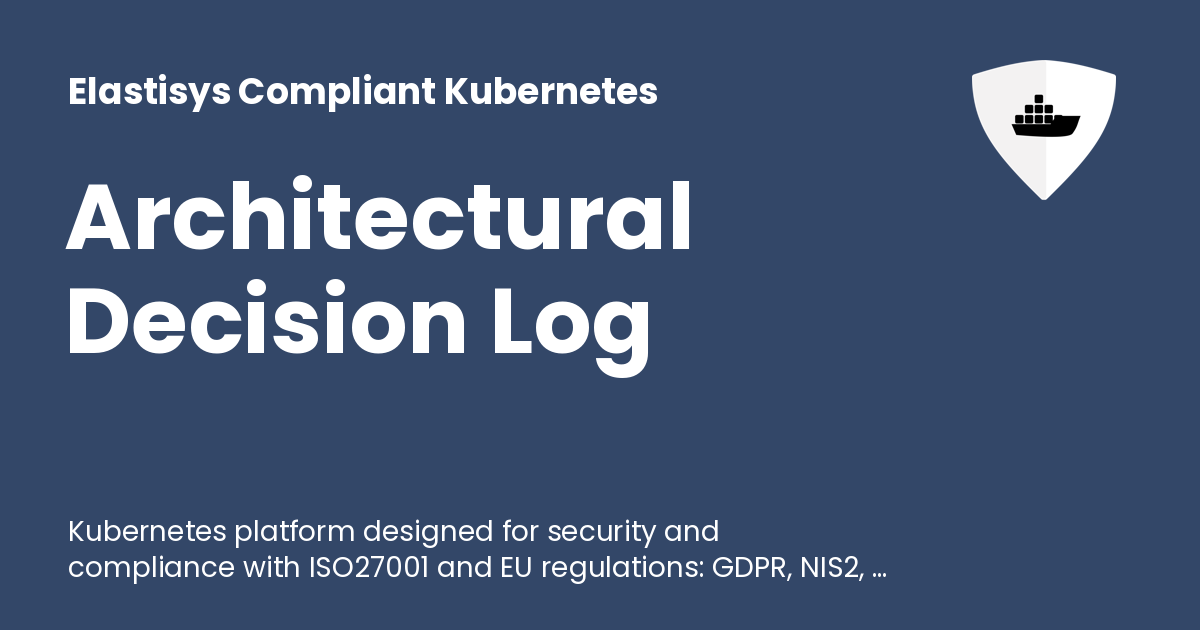 Elastisys Compliant Kubernetes
Architectural
Decision Log
Kubernetes platform designed for security and
compliance with ISO27001 and EU regulations: GDPR, NIS2, ...